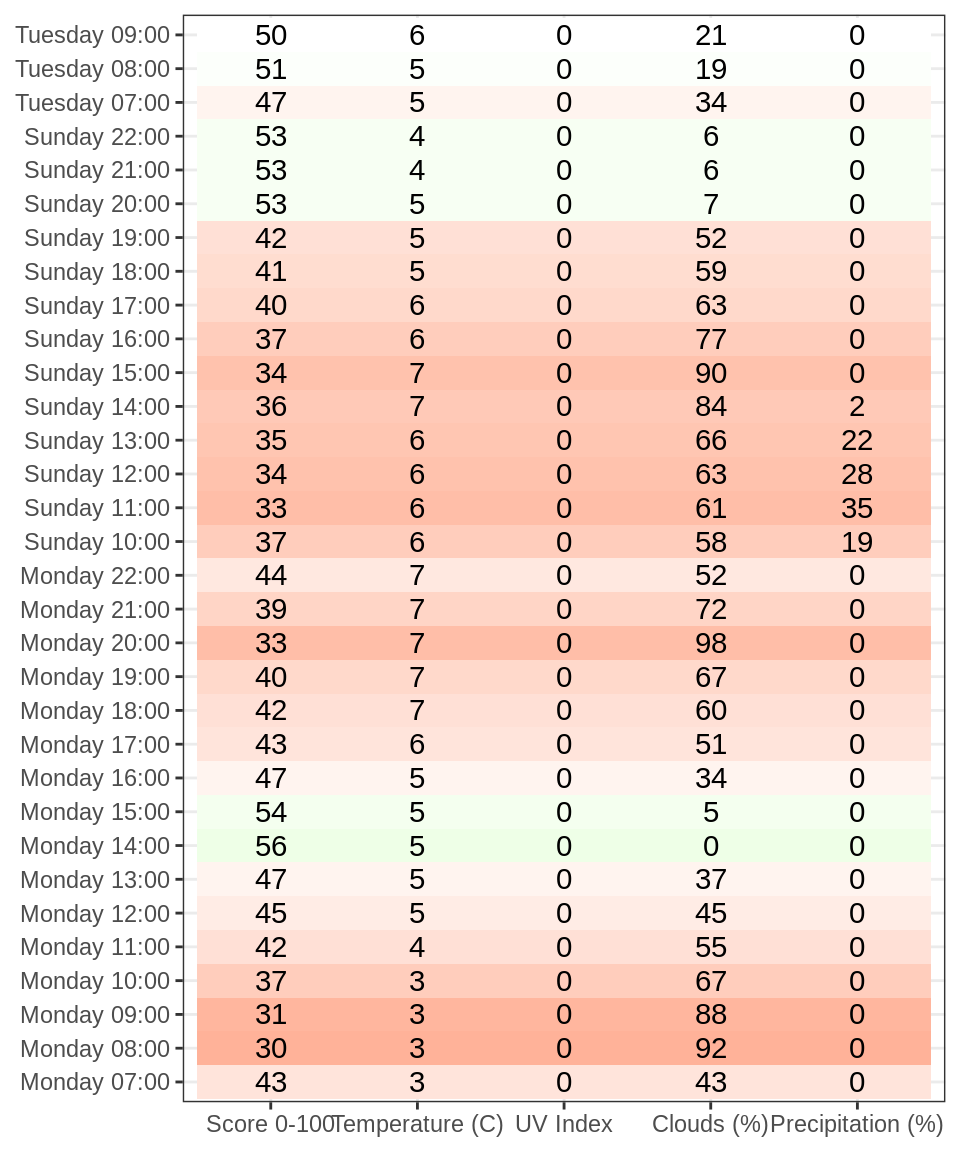 Tuesday 09:00 50 6 0 21 0
Tuesday 08:00 51 5 0 19 0
Tuesday 07:00 47 5 0 34 0
Sunday 22:00 53 4 0 6 0
Sunday 21:00 53 4 0 6 0
Sunday 20:00 53 5 0 7 0
Sunday 19:00 42 5 0 52 0
Sunday 18:00 41 5 0 59 0
Sunday 17:00 40 6 0 63 0
Sunday 16:00 37 6 0 77 0
Sunday 15:00 34 7 0 90 0
Sunday 14:00 36 7 0 84 2
Sunday 13:00 35 6 0 66 22
Sunday 12:00 34 6 0 63 28
Sunday 11:00 33 6 0 61 35
Sunday 10:00 37 6 0 58 19
Monday 22:00 44 7 0 52 0
Monday 21:00 39 7 0 72 0
Monday 20:00 33 7 0 98 0
Monday 19:00 40 7 0 67 0
Monday 18:00 42 7 0 60 0
Monday 17:00 43 6 0 51 0
Monday 16:00 47 5 0 34 0
Monday 15:00 54 5 0 5 0
Monday 14:00 56 5 0 0 0
Monday 13:00 47 5 0 37 0
Monday 12:00 45 5 0 45 0
Monday 11:00 42 4 0 55 0
Monday 10:00 37 3 0 67 0
Monday 09:00 31 3 0 88 0
Monday 08:00 30 3 0 92 0
Monday 07:00 43 3 0 43 0
Score 0-100 Temperature (C) UV Index Clouds (%) Precipitation (%)